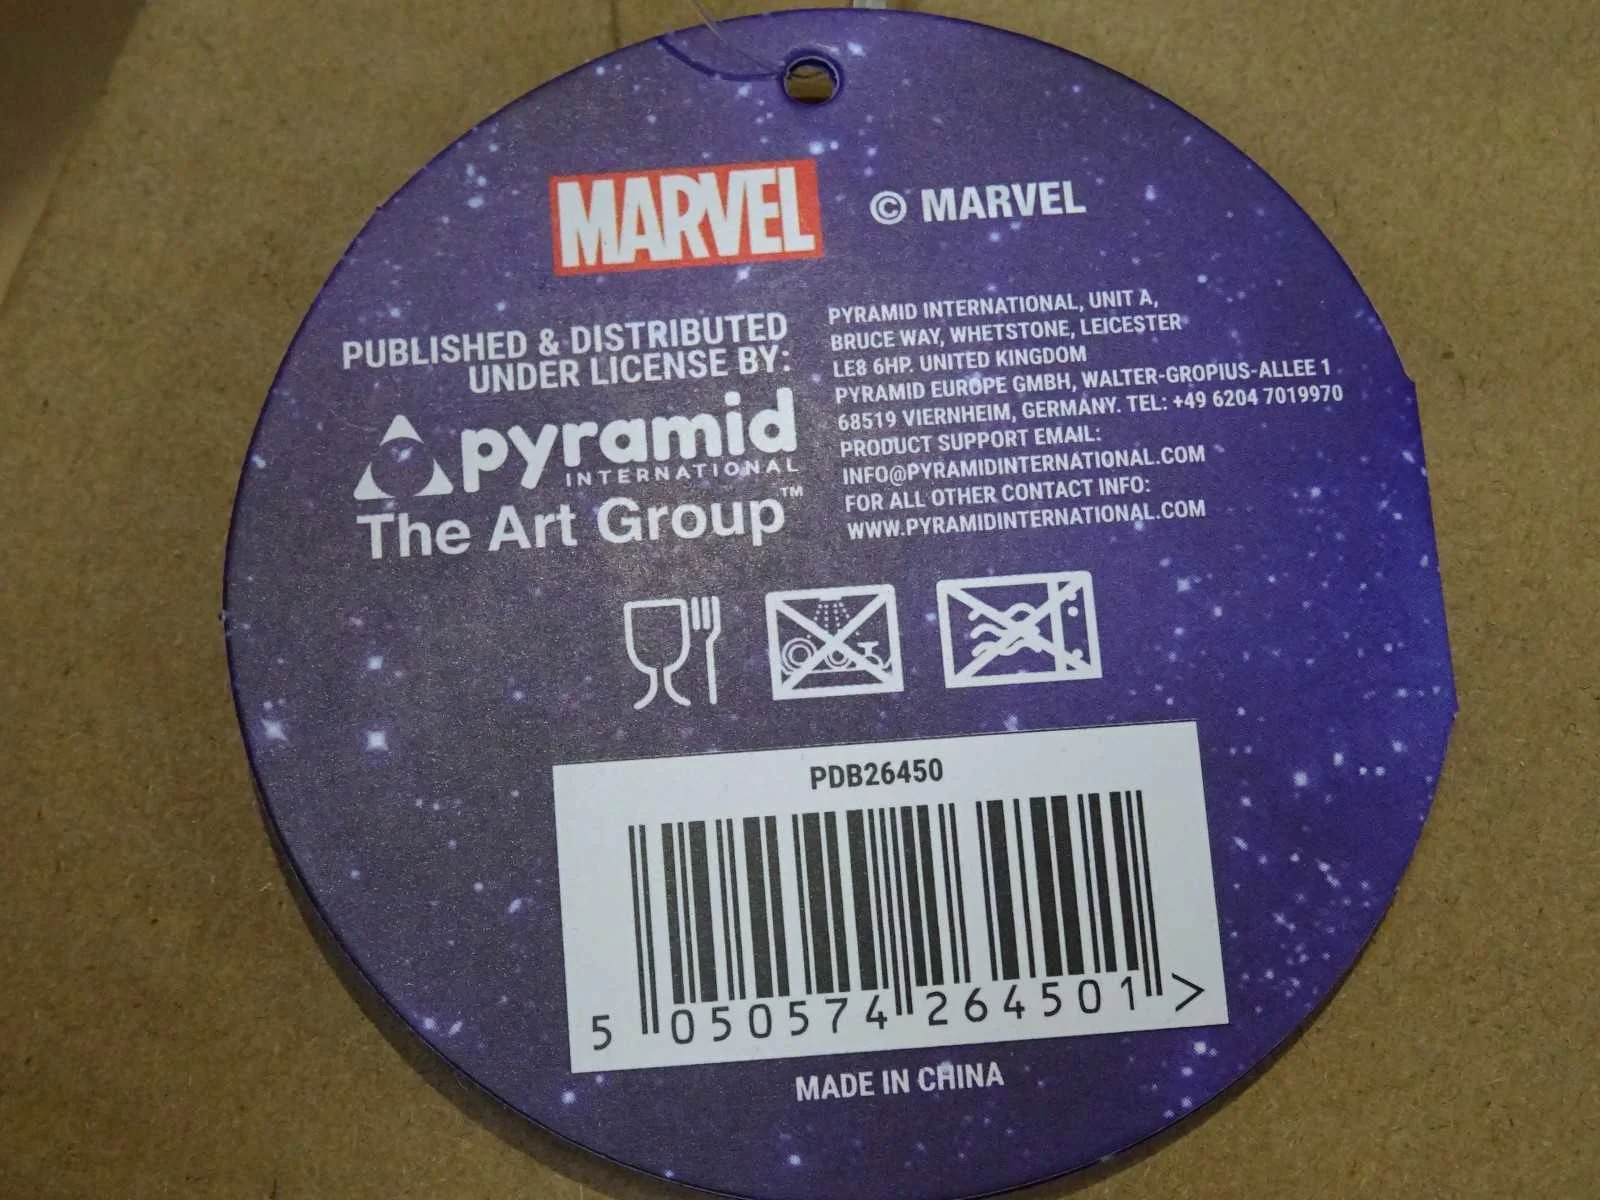 MARVEL © MARVEL
PUBLISHED & DISTRIBUTED
UNDER LICENSE BY:
pyramid
INTERNATIONAL
The Art Group™
PYRAMID INTERNATIONAL, UNIT A,
BRUCE WAY, WHETSTONE, LEICESTER
LE8 6HP. UNITED KINGDOM
PYRAMID EUROPE GMBH, WALTER-GROPIUS-ALLEE 1
68519 VIERNHEIM, GERMANY. TEL: +49 6204 7019970
PRODUCT SUPPORT EMAIL:
INFO@PYRAMIDINTERNATIONAL.COM
FOR ALL OTHER CONTACT INFO:
WWW.PYRAMIDINTERNATIONAL.COM
PDB26450
5 050574 264501 >
MADE IN CHINA